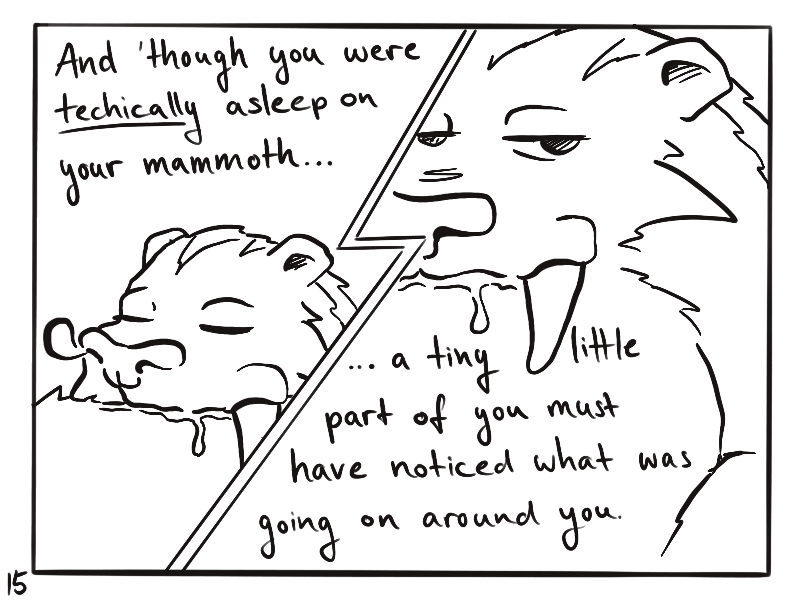 And 'though you were
techically asleep on
your mammoth...
... a tiny little
part of you must
have noticed what was
going on around you.
15